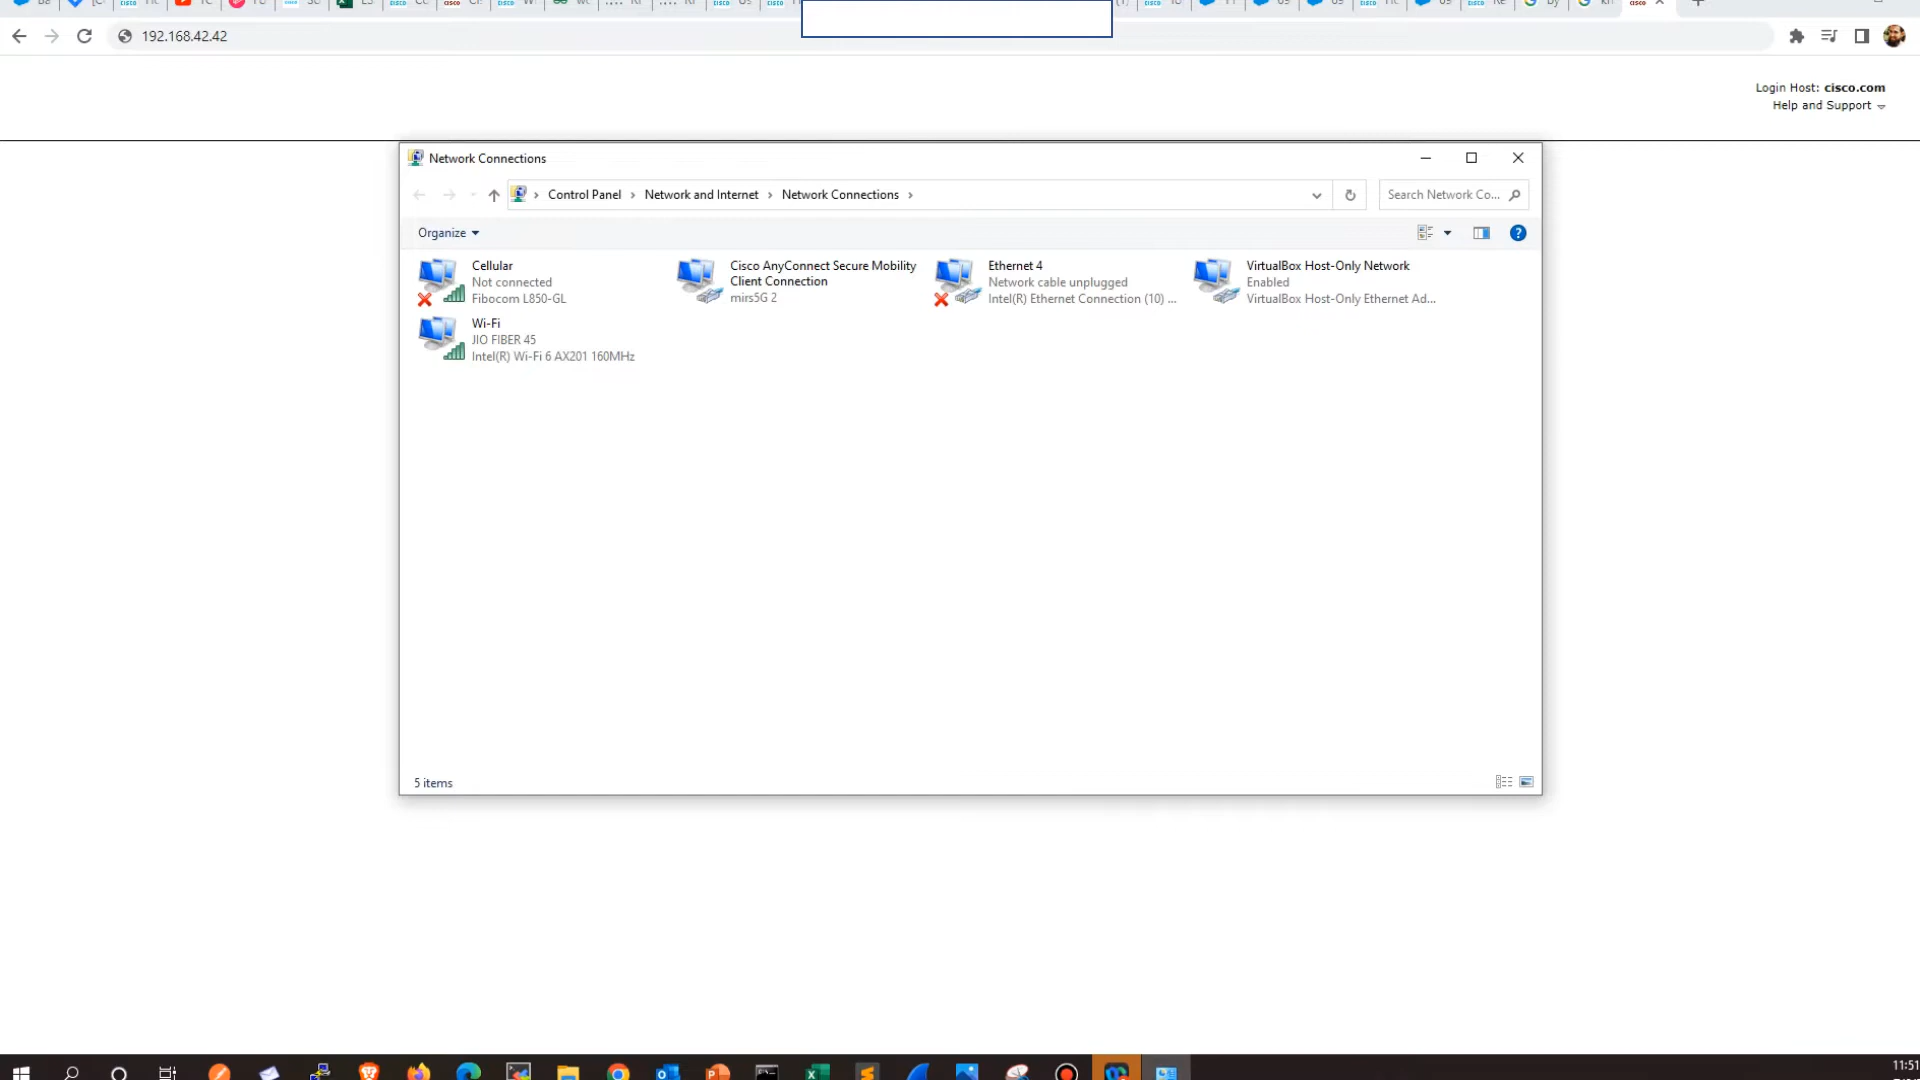 192.168.42.42
Login Host: cisco.com
Help and Support
Network Connections
Control Panel > Network and Internet > Network Connections >
Search Network Co...
Organize
Cellular
Not connected
Fibocom L850-GL
Cisco AnyConnect Secure Mobility
Client Connection
mirs5G 2
Ethernet 4
Network cable unplugged
Intel(R) Ethernet Connection (10) ...
VirtualBox Host-Only Network
Enabled
VirtualBox Host-Only Ethernet Ad...
Wi-Fi
JIO FIBER 45
Intel(R) Wi-Fi 6 AX201 160MHz
5 items
11:51